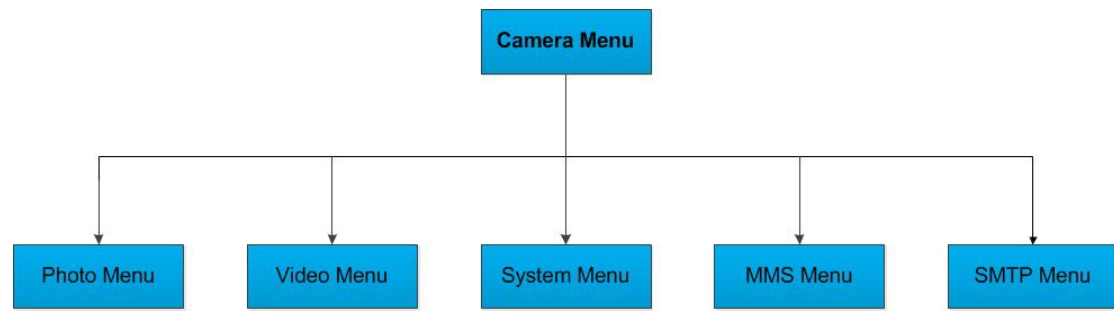 Camera Menu
Photo Menu
Video Menu
System Menu
MMS Menu
SMTP Menu